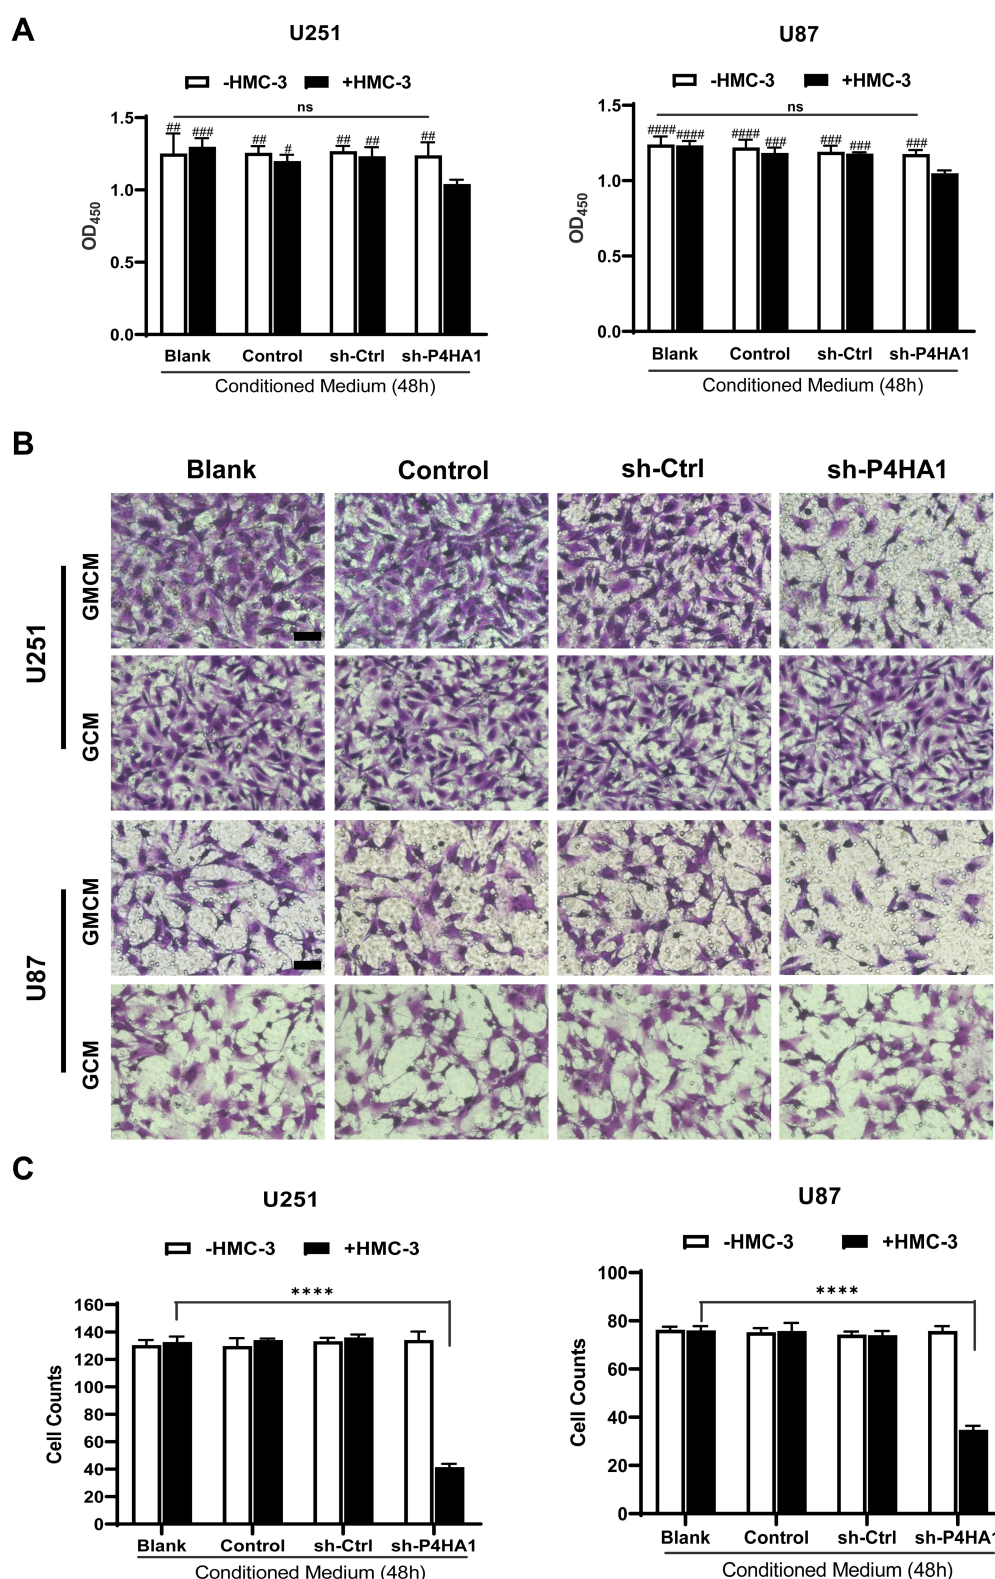 A
U251
-HMC-3 +HMC-3
ns
## ### ## # ## ## ##
1.5
1.0
0.5
0.0
OD450
Blank Control sh-Ctrl sh-P4HA1
Conditioned Medium (48h)
U87
-HMC-3 +HMC-3
ns
#### #### #### ### ### ### ###
1.5
1.0
0.5
0.0
OD450
Blank Control sh-Ctrl sh-P4HA1
Conditioned Medium (48h)
B
Blank Control sh-Ctrl sh-P4HA1
U251
GMCM
GCM
U87
GMCM
GCM
C
U251
-HMC-3 +HMC-3
****
160
140
120
100
80
60
40
20
0
Cell Counts
Blank Control sh-Ctrl sh-P4HA1
Conditioned Medium (48h)
U87
-HMC-3 +HMC-3
****
100
80
60
40
20
0
Cell Counts
Blank Control sh-Ctrl sh-P4HA1
Conditioned Medium (48h)